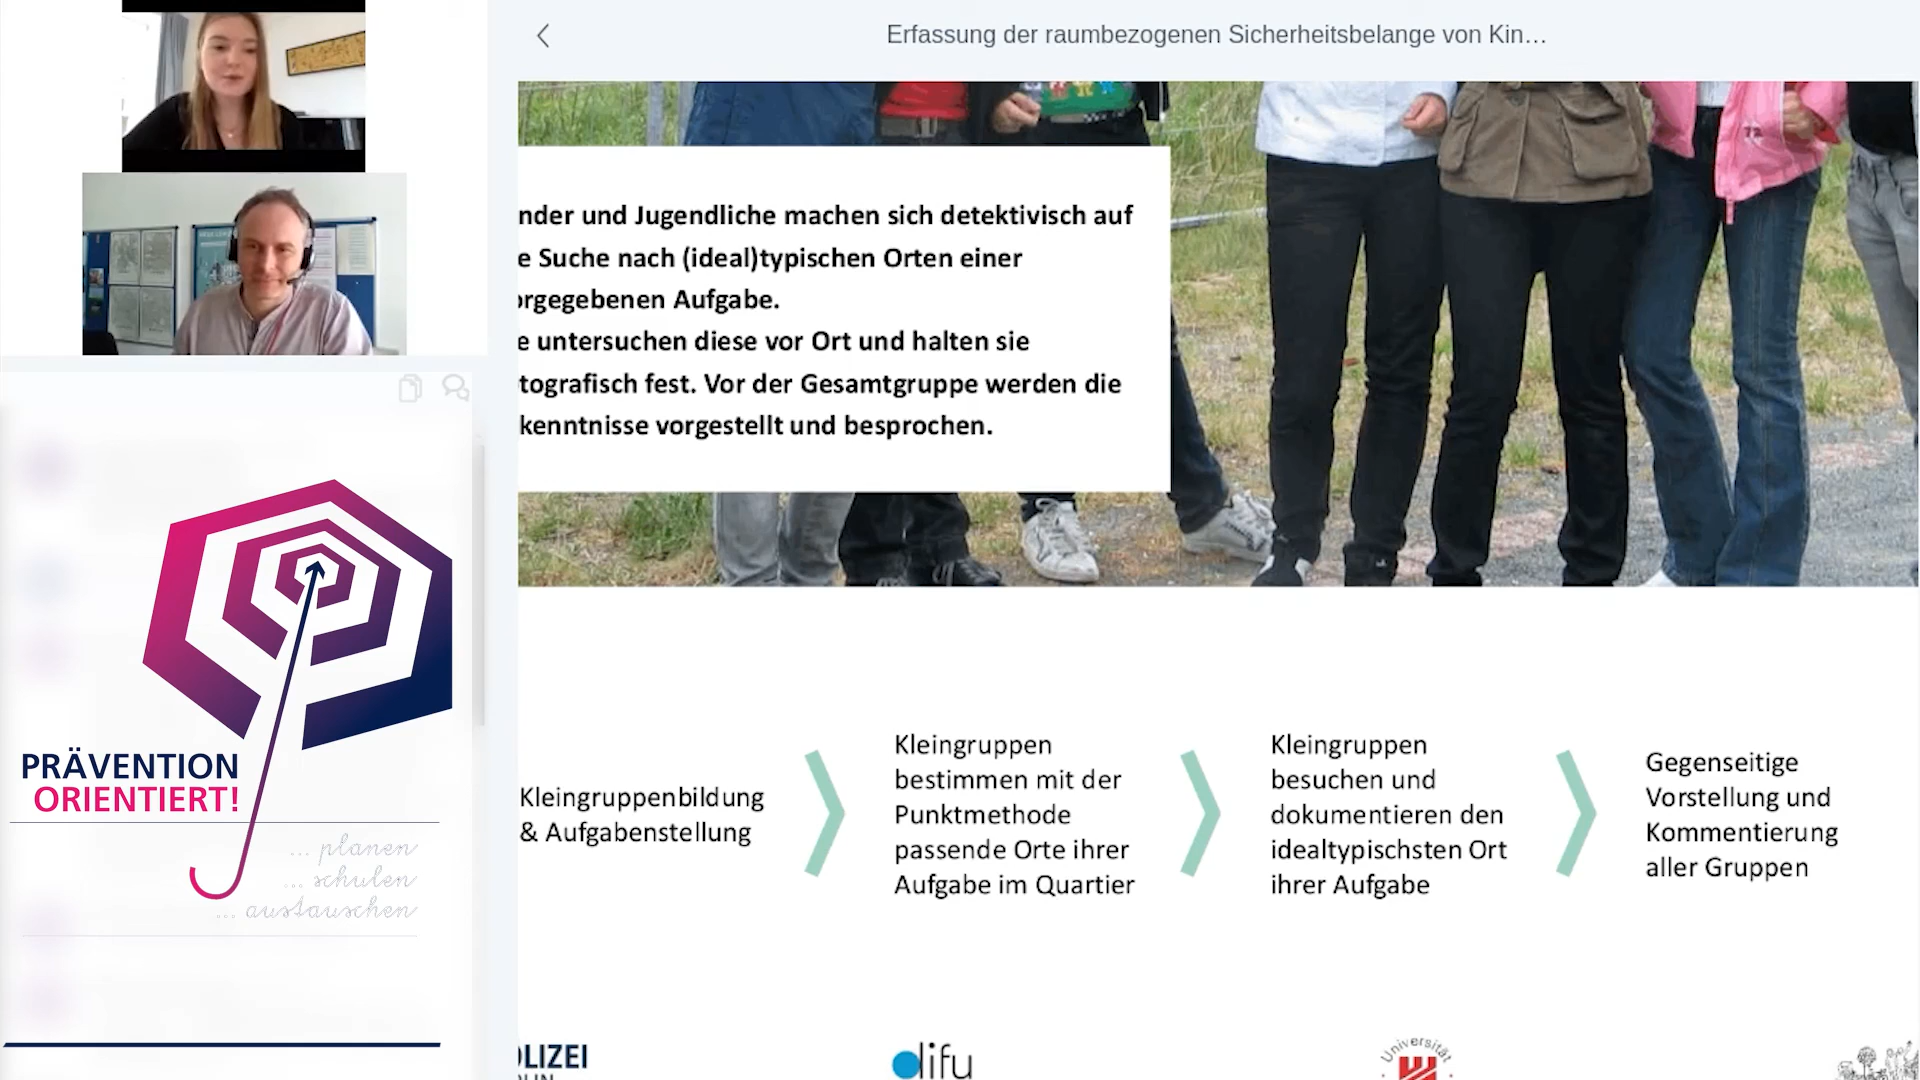 Erfassung der raumbezogenen Sicherheitsbelange von Kin…
nder und Jugendliche machen sich detektivisch auf
e Suche nach (ideal)typischen Orten einer
orgegebenen Aufgabe.
e untersuchen diese vor Ort und halten sie
tografisch fest. Vor der Gesamtgruppe werden die
kenntnisse vorgestellt und besprochen.
PRÄVENTION
ORIENTIERT!
... planen
... schulen
... austauschen
Kleingruppenbildung
& Aufgabenstellung
Kleingruppen
bestimmen mit der
Punktmethode
passende Orte ihrer
Aufgabe im Quartier
Kleingruppen
besuchen und
dokumentieren den
idealtypischsten Ort
ihrer Aufgabe
Gegenseitige
Vorstellung und
Kommentierung
aller Gruppen
OLIZEI
difu
Universität
72